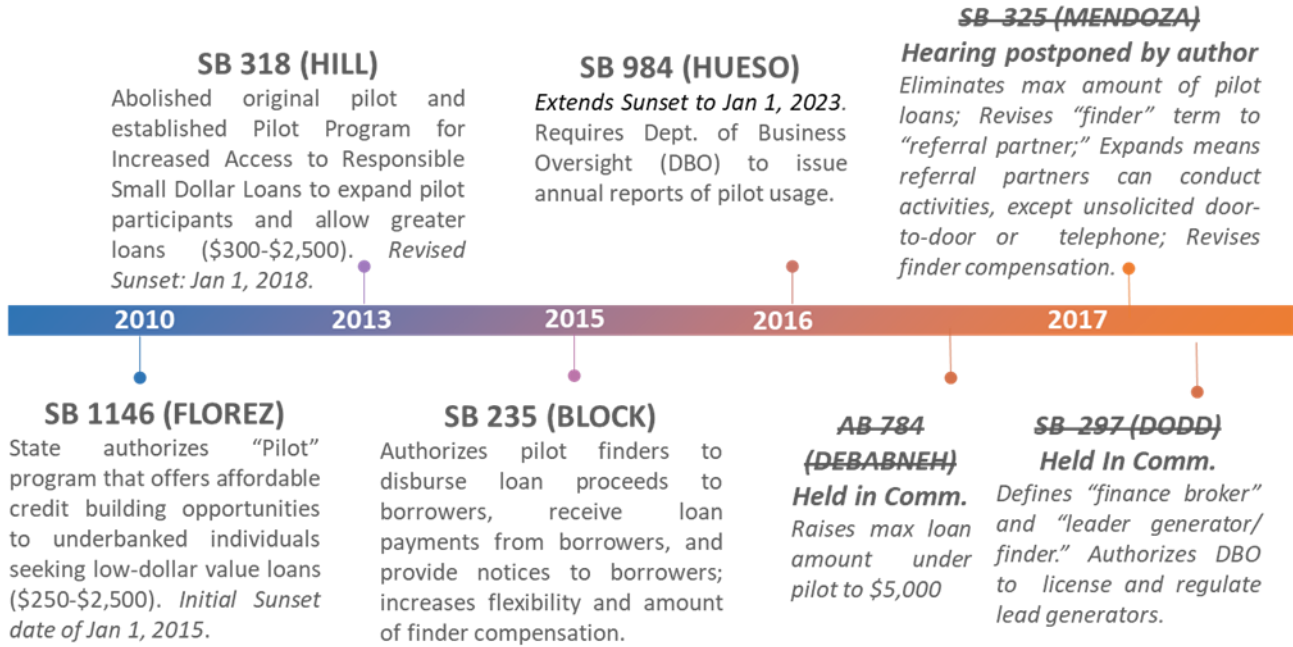 SB 318 (HILL)
Abolished original pilot and
established Pilot Program for
Increased Access to Responsible
Small Dollar Loans to expand pilot
participants and allow greater
loans ($300-$2,500). Revised
Sunset: Jan 1, 2018.
SB 984 (HUESO)
Extends Sunset to Jan 1, 2023.
Requires Dept. of Business
Oversight (DBO) to issue
annual reports of pilot usage.
SB 325 (MENDOZA)
Hearing postponed by author
Eliminates max amount of pilot
loans; Revises “finder” term to
“referral partner;” Expands means
referral partners can conduct
activities, except unsolicited door-
to-door or telephone; Revises
finder compensation.
2010
2013
2015
2016
2017
SB 1146 (FLOREZ)
State authorizes “Pilot”
program that offers affordable
credit building opportunities
to underbanked individuals
seeking low-dollar value loans
($250-$2,500). Initial Sunset
date of Jan 1, 2015.
SB 235 (BLOCK)
Authorizes pilot finders to
disburse loan proceeds to
borrowers, receive loan
payments from borrowers, and
provide notices to borrowers;
increases flexibility and amount
of finder compensation.
AB 784
(DEBABNEH)
Held in Comm.
Raises max loan
amount under
pilot to $5,000
SB 297 (DODD)
Held In Comm.
Defines “finance broker”
and “leader generator/
finder.” Authorizes DBO
to license and regulate
lead generators.